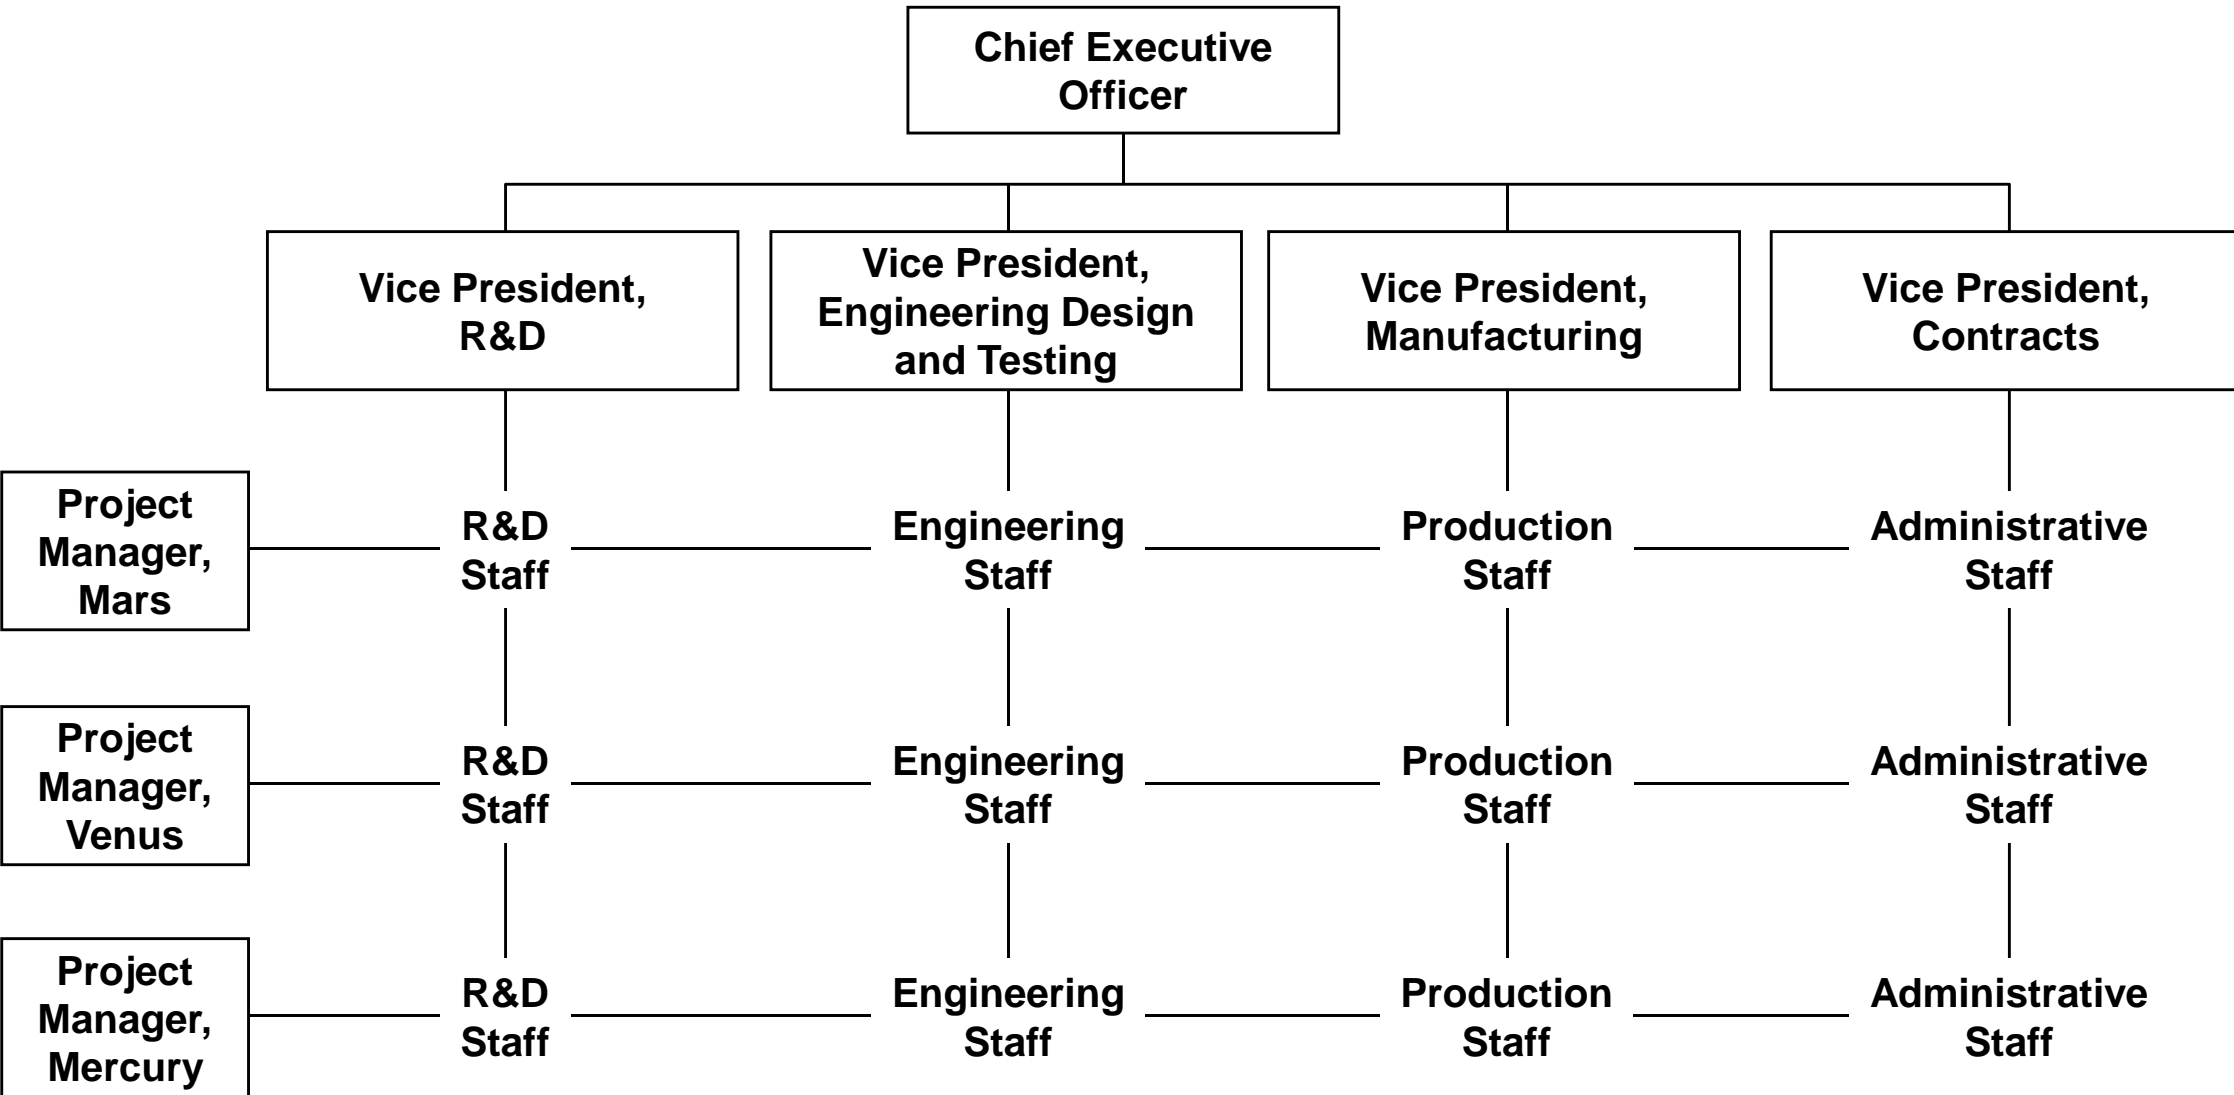 Chief Executive
Officer
Vice President,
R&D
Vice President,
Engineering Design
and Testing
Vice President,
Manufacturing
Vice President,
Contracts
Project
Manager,
Mars
R&D
Staff
Engineering
Staff
Production
Staff
Administrative
Staff
Project
Manager,
Venus
R&D
Staff
Engineering
Staff
Production
Staff
Administrative
Staff
Project
Manager,
Mercury
R&D
Staff
Engineering
Staff
Production
Staff
Administrative
Staff